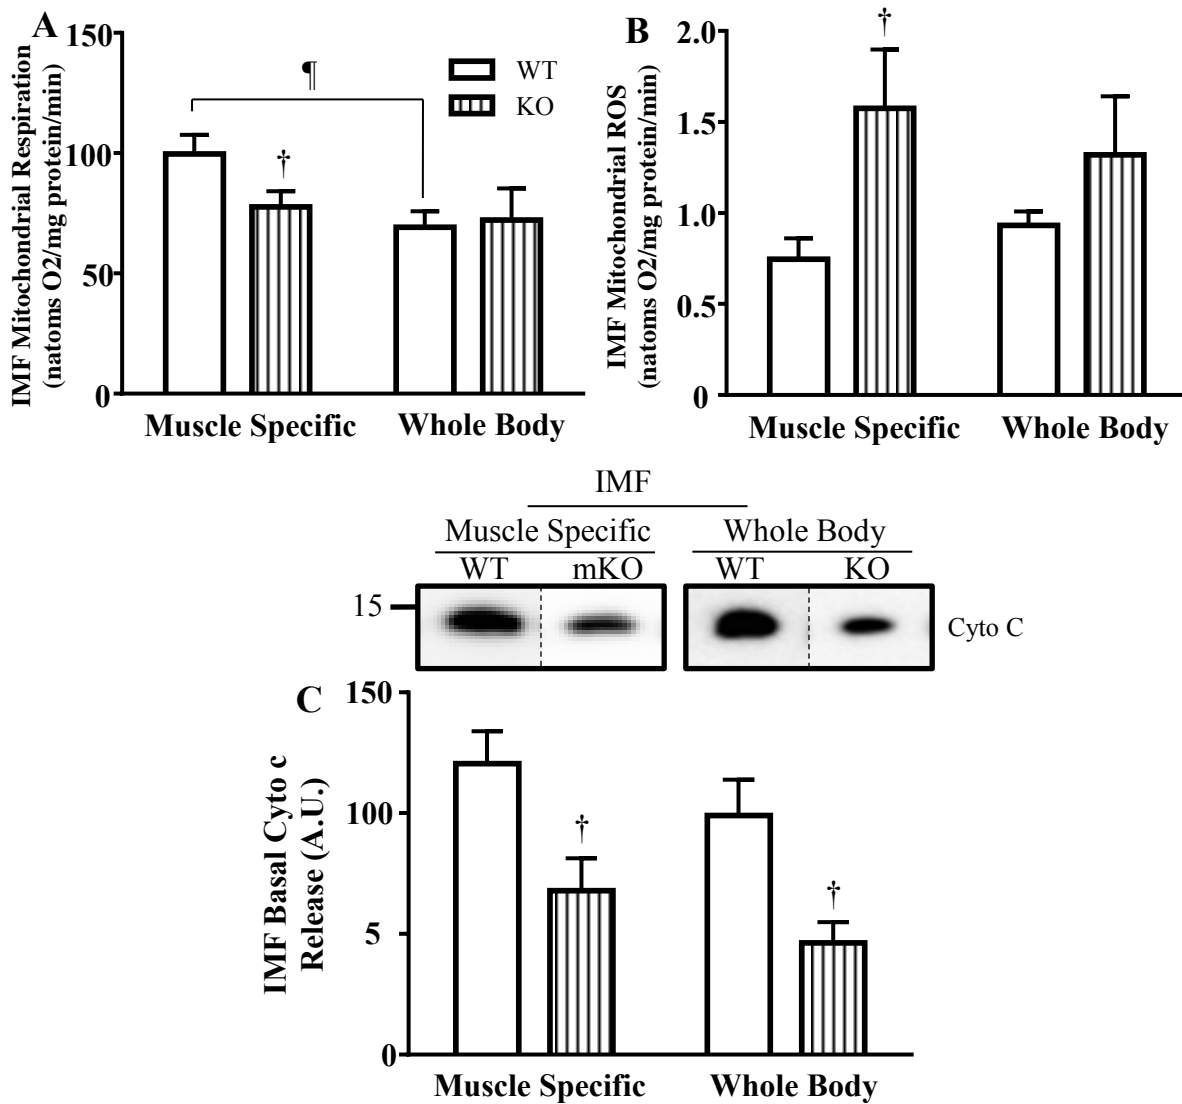 A
150
100
50
0
IMF Mitochondrial Respiration
(natoms O2/mg protein/min)
¶
†
WT
KO
Muscle Specific
Whole Body
B
2.0
1.5
1.0
0.5
0
IMF Mitochondrial ROS
(natoms O2/mg protein/min)
†
Muscle Specific
Whole Body
IMF
Muscle Specific
Whole Body
WT
mKO
WT
KO
15
Cyto C
C
150
100
5
0
IMF Basal Cyto c
Release (A.U.)
†
†
Muscle Specific
Whole Body